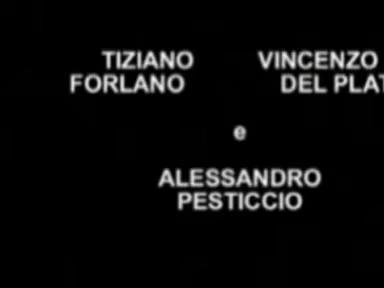 TIZIANO VINCENZO
FORLANO DEL PLAT
e
ALESSANDRO
PESTICCIO